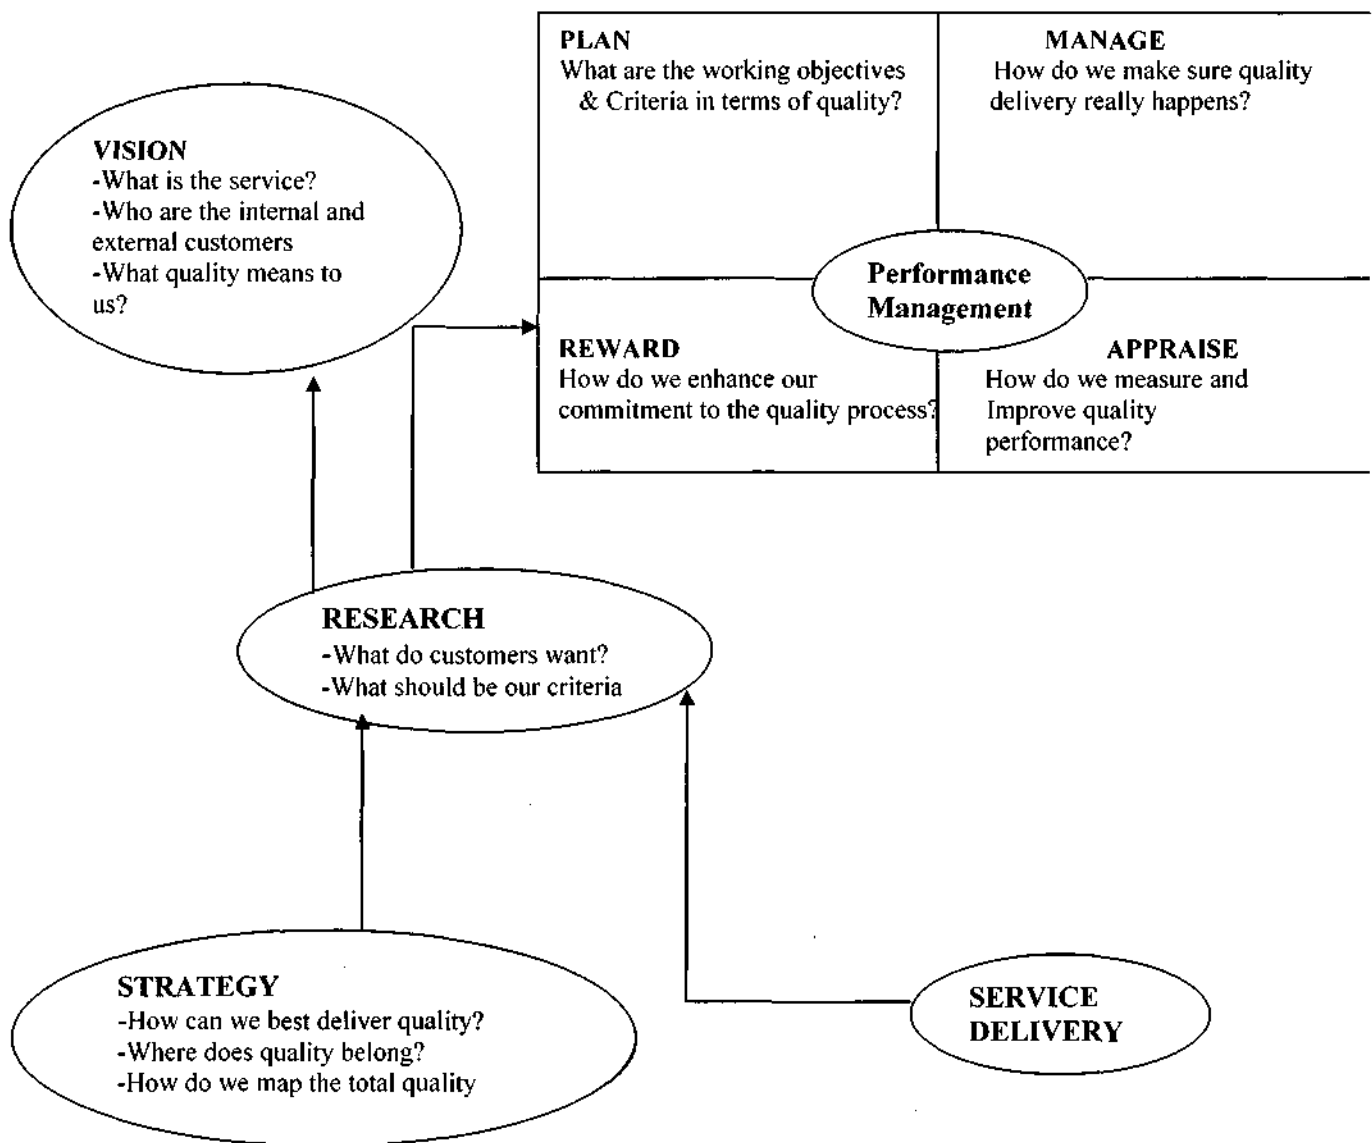 PLAN
What are the working objectives
& Criteria in terms of quality?
MANAGE
How do we make sure quality
delivery really happens?
VISION
-What is the service?
-Who are the internal and
external customers
-What quality means to
us?
Performance
Management
REWARD
How do we enhance our
commitment to the quality process?
APPRAISE
How do we measure and
Improve quality
performance?
RESEARCH
-What do customers want?
-What should be our criteria
STRATEGY
-How can we best deliver quality?
-Where does quality belong?
-How do we map the total quality
SERVICE
DELIVERY